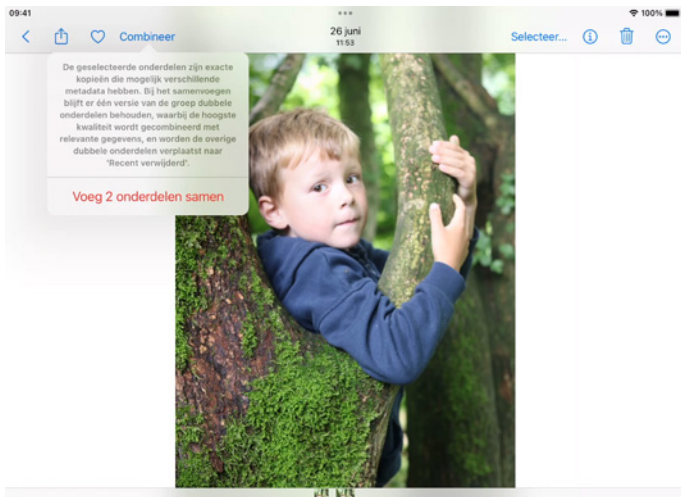 09:41
100%
Combineer
26 juni
11:53
Selecteer...
De geselecteerde onderdelen zijn exacte
kopieën die mogelijk verschillende
metadata hebben. Bij het samenvoegen
blijft er één versie van de groep dubbele
onderdelen behouden, waarbij de hoogste
kwaliteit wordt gecombineerd met
relevante gegevens, en worden de overige
dubbele onderdelen verplaatst naar
'Recent verwijderd'.
Voeg 2 onderdelen samen